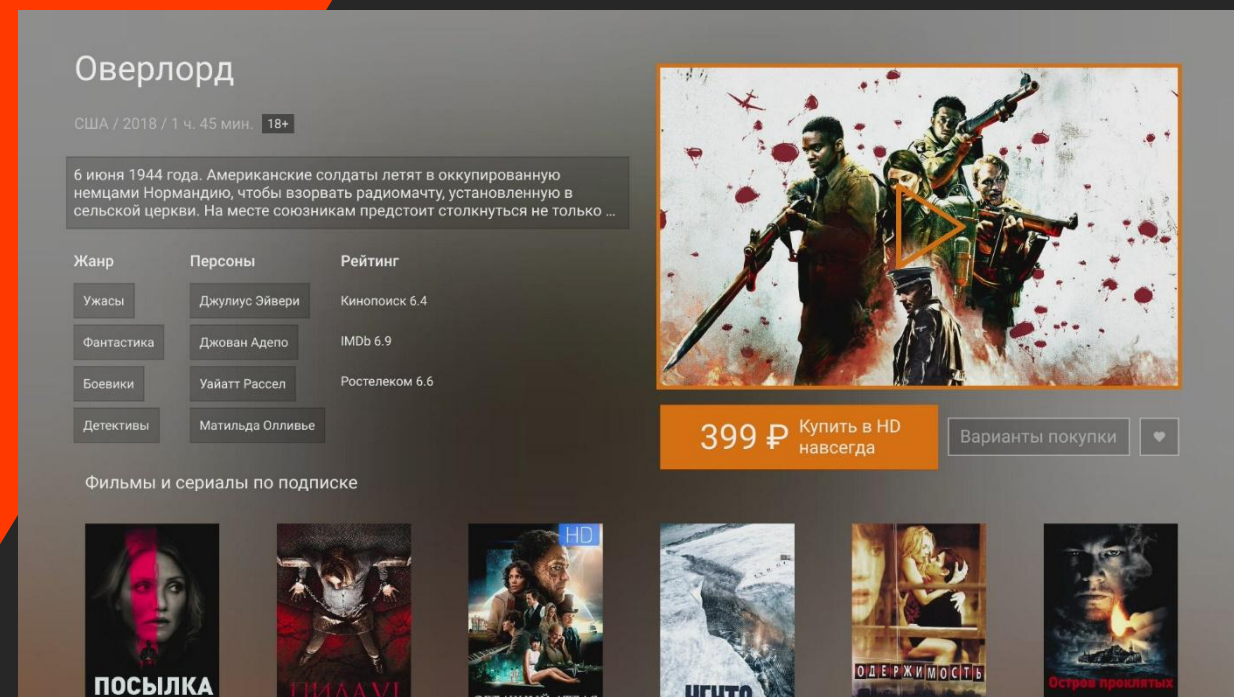 Оверлорд
США / 2018 / 1 ч. 45 мин. 18+
6 июня 1944 года. Американские солдаты летят в оккупированную
немцами Нормандию, чтобы взорвать радиомачту, установленную в
сельской церкви. На месте союзникам предстоит столкнуться не только ...
Жанр
Ужасы
Фантастика
Боевики
Детективы
Персоны
Джулиус Эйвери
Джован Адепо
Уайатт Рассел
Матильда Олливье
Рейтинг
Кинопоиск 6.4
IMDb 6.9
Ростелеком 6.6
399 ₽ Купить в HD
навсегда
Варианты покупки
Фильмы и сериалы по подписке
ПОСЫЛКА
ПИЛА VI
HD
НЕЧТО
ОДЕРЖИМОСТЬ
Остров проклятых